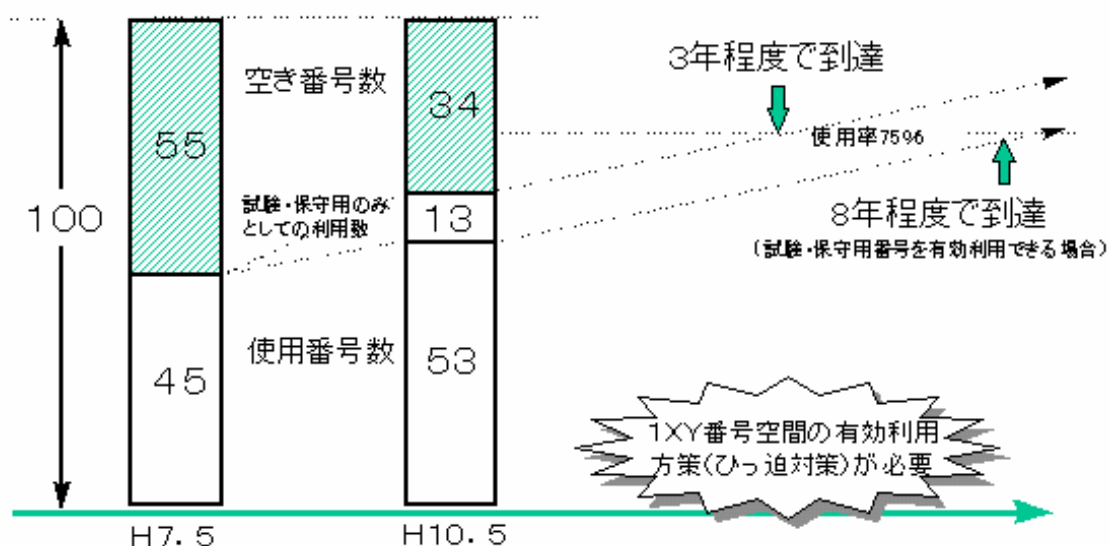 100
55
45
H7.5
空き番号数
試験・保守用のみ
としての利用数
使用番号数
34
13
53
H10.5
3年程度で到達
使用率75%
8年程度で到達
(試験・保守用番号を有効利用できる場合)
1XY番号空間の有効利用
方策(ひっ迫対策)が必要